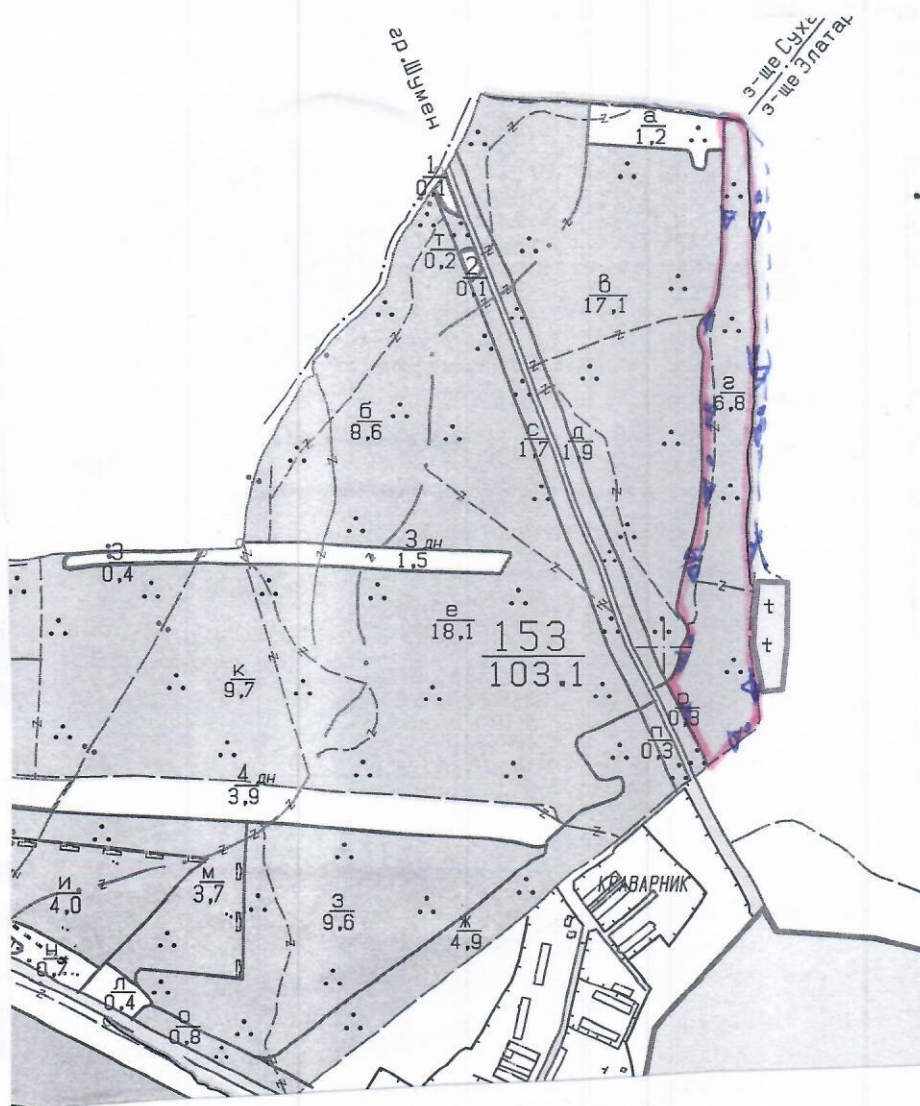 гр.Шумен
з-ще Суха
з-ще Златар
а
1,2
1
0,1
т
0,2
2
0,1
в
17,1
г
6,8
б
8,6
с
1,7
д
1,9
3 дн
1,5
0,4
е
18,1
153
103.1
к
9,7
р
0,3
п
0,3
4 дн
3,9
и
4,0
м
3,7
з
9,6
ж
4,9
КРАВАРНИК
н
0,7
л
0,4
о
0,8